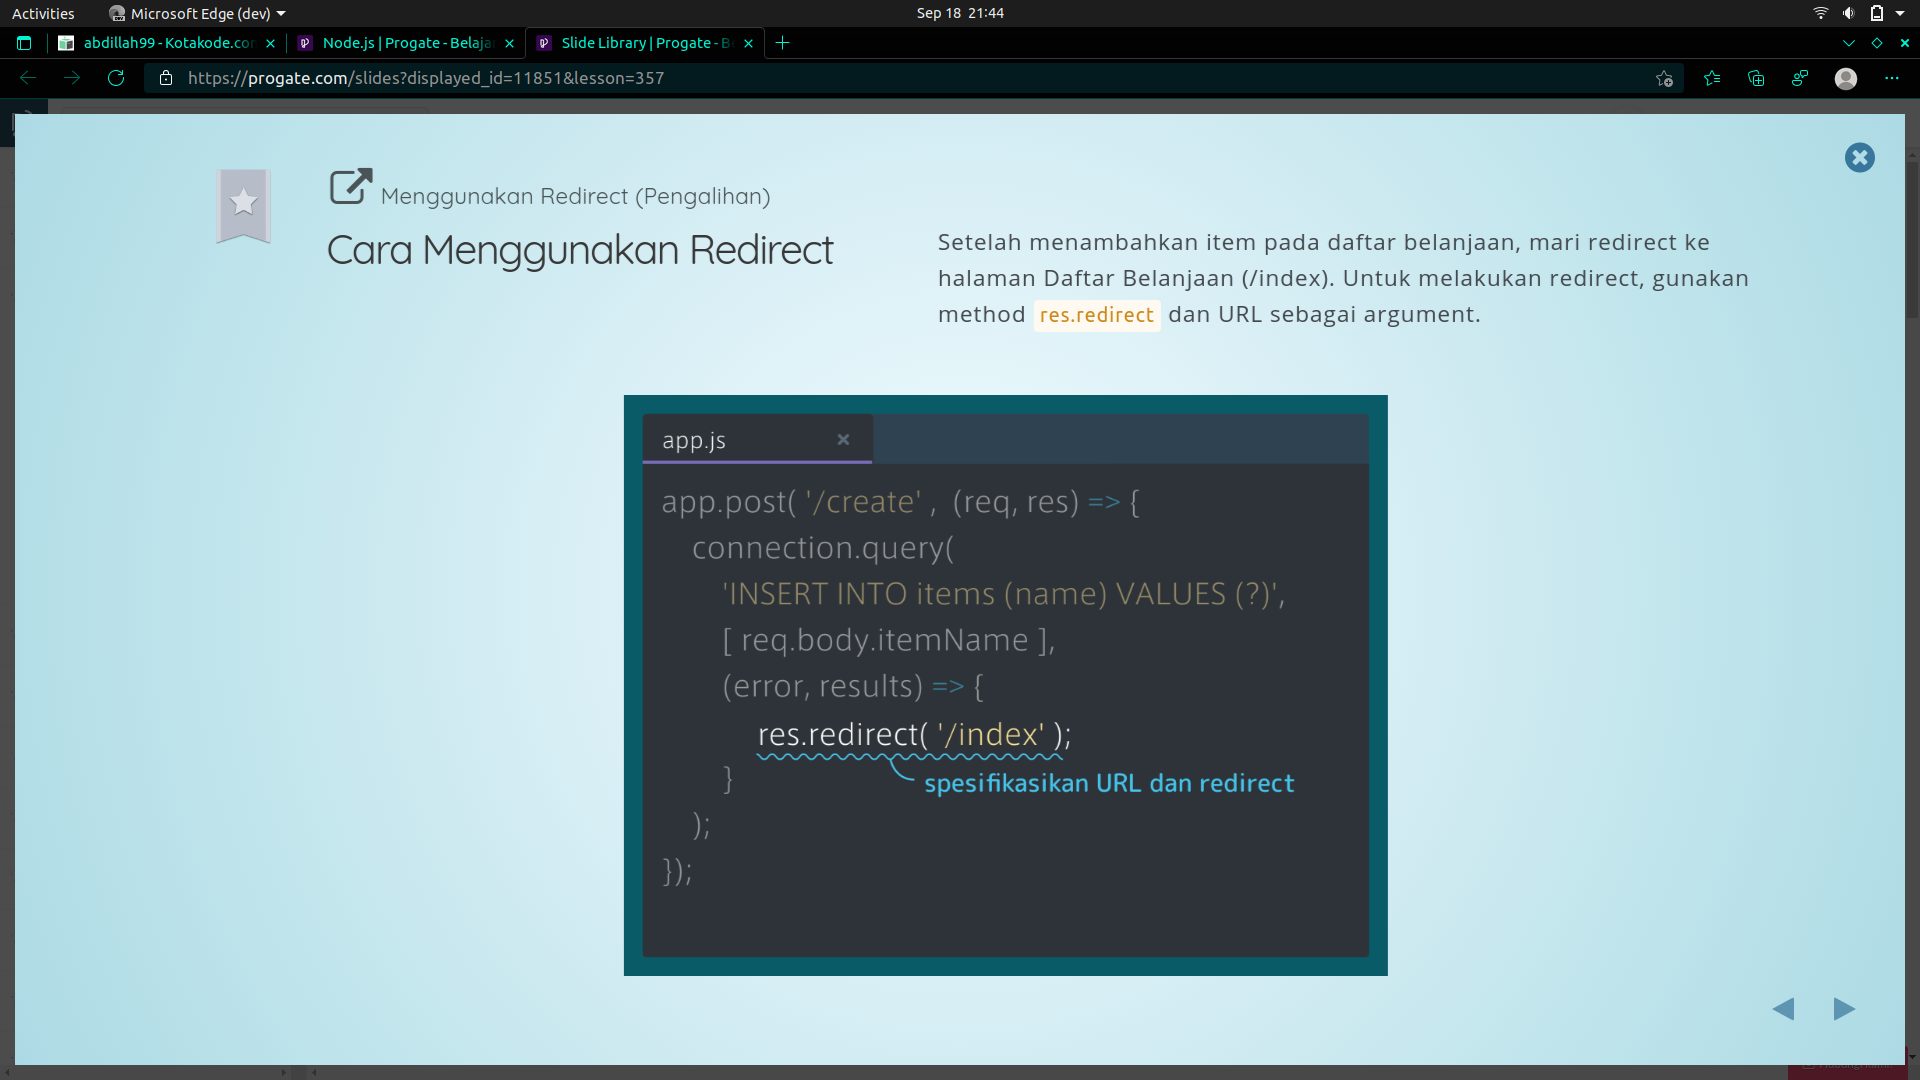 Activities
Microsoft Edge (dev)
Sep 18 21:44
abdillah99 - Kotakode.com
Node.js | Progate - Belaja
Slide Library | Progate - B
https://progate.com/slides?displayed_id=11851&lesson=357
Menggunakan Redirect (Pengalihan)
Cara Menggunakan Redirect
Setelah menambahkan item pada daftar belanjaan, mari redirect ke
halaman Daftar Belanjaan (/index). Untuk melakukan redirect, gunakan
method res.redirect dan URL sebagai argument.
app.js
app.post( '/create' , (req, res) => {
connection.query(
'INSERT INTO items (name) VALUES (?)',
[ req.body.itemName ],
(error, results) => {
res.redirect( '/index' );
spesifikasikan URL dan redirect
}
);
});